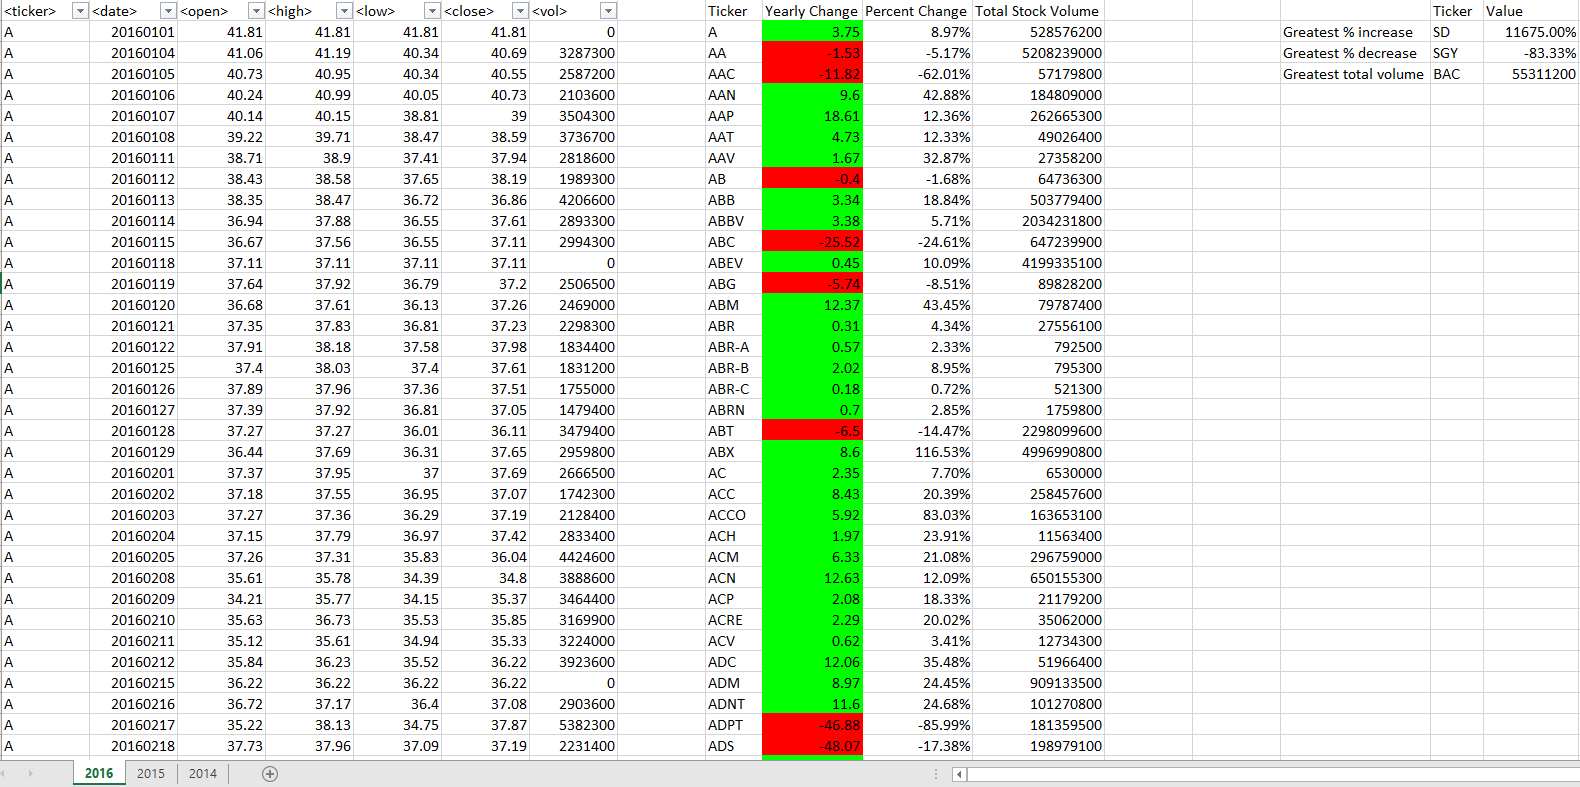 <ticker> <date> <open> <high> <low> <close> <vol> Ticker Yearly Change Percent Change Total Stock Volume Ticker Value
A 20160101 41.81 41.81 41.81 41.81 0 A 3.75 8.97% 528576200 Greatest % increase SD 11675.00%
A 20160104 41.06 41.19 40.34 40.69 3287300 AA -1.53 -5.17% 5208239000 Greatest % decrease SGY -83.33%
A 20160105 40.73 40.95 40.34 40.55 2587200 AAC -11.82 -62.01% 57179800 Greatest total volume BAC 55311200
A 20160106 40.24 40.99 40.05 40.73 2103600 AAN 9.6 42.88% 184809000
A 20160107 40.14 40.15 38.81 39 3504300 AAP 18.61 12.36% 262665300
A 20160108 39.22 39.71 38.47 38.59 3736700 AAT 4.73 12.33% 49026400
A 20160111 38.71 38.9 37.41 37.94 2818600 AAV 1.67 32.87% 27358200
A 20160112 38.43 38.58 37.65 38.19 1989300 AB -0.4 -1.68% 64736300
A 20160113 38.35 38.47 36.72 36.86 4206600 ABB 3.34 18.84% 503779400
A 20160114 36.94 37.88 36.55 37.61 2893300 ABBV 3.38 5.71% 2034231800
A 20160115 36.67 37.56 36.55 37.11 2994300 ABC -25.52 -24.61% 647239900
A 20160118 37.11 37.11 37.11 37.11 0 ABEV 0.45 10.09% 4199335100
A 20160119 37.64 37.92 36.79 37.2 2506500 ABG -5.74 -8.51% 89828200
A 20160120 36.68 37.61 36.13 37.26 2469000 ABM 12.37 43.45% 79787400
A 20160121 37.35 37.83 36.81 37.23 2298300 ABR 0.31 4.34% 27556100
A 20160122 37.91 38.18 37.58 37.98 1834400 ABR-A 0.57 2.33% 792500
A 20160125 37.4 38.03 37.4 37.61 1831200 ABR-B 2.02 8.95% 795300
A 20160126 37.89 37.96 37.36 37.51 1755000 ABR-C 0.18 0.72% 521300
A 20160127 37.39 37.92 36.81 37.05 1479400 ABRN 0.7 2.85% 1759800
A 20160128 37.27 37.27 36.01 36.11 3479400 ABT -6.5 -14.47% 2298099600
A 20160129 36.44 37.69 36.31 37.65 2959800 ABX 8.6 116.53% 4996990800
A 20160201 37.37 37.95 37 37.69 2666500 AC 2.35 7.70% 6530000
A 20160202 37.18 37.55 36.95 37.07 1742300 ACC 8.43 20.39% 258457600
A 20160203 37.27 37.36 36.29 37.19 2128400 ACCO 5.92 83.03% 163653100
A 20160204 37.15 37.79 36.97 37.42 2833400 ACH 1.97 23.91% 11563400
A 20160205 37.26 37.31 35.83 36.04 4424600 ACM 6.33 21.08% 296759000
A 20160208 35.61 35.78 34.39 34.8 3888600 ACN 12.63 12.09% 650155300
A 20160209 34.21 35.77 34.15 35.37 3464400 ACP 2.08 18.33% 21179200
A 20160210 35.63 36.73 35.53 35.85 3169900 ACRE 2.29 20.02% 35062000
A 20160211 35.12 35.61 34.94 35.33 3224000 ACV 0.62 3.41% 12734300
A 20160212 35.84 36.23 35.52 36.22 3923600 ADC 12.06 35.48% 51966400
A 20160215 36.22 36.22 36.22 36.22 0 ADM 8.97 24.45% 909133500
A 20160216 36.72 37.17 36.4 37.08 2903600 ADNT 11.6 24.68% 101270800
A 20160217 35.22 38.13 34.75 37.87 5382300 ADPT -46.88 -85.99% 181359500
A 20160218 37.73 37.96 37.09 37.19 2231400 ADS -48.07 -17.38% 198979100
2016 2015 2014